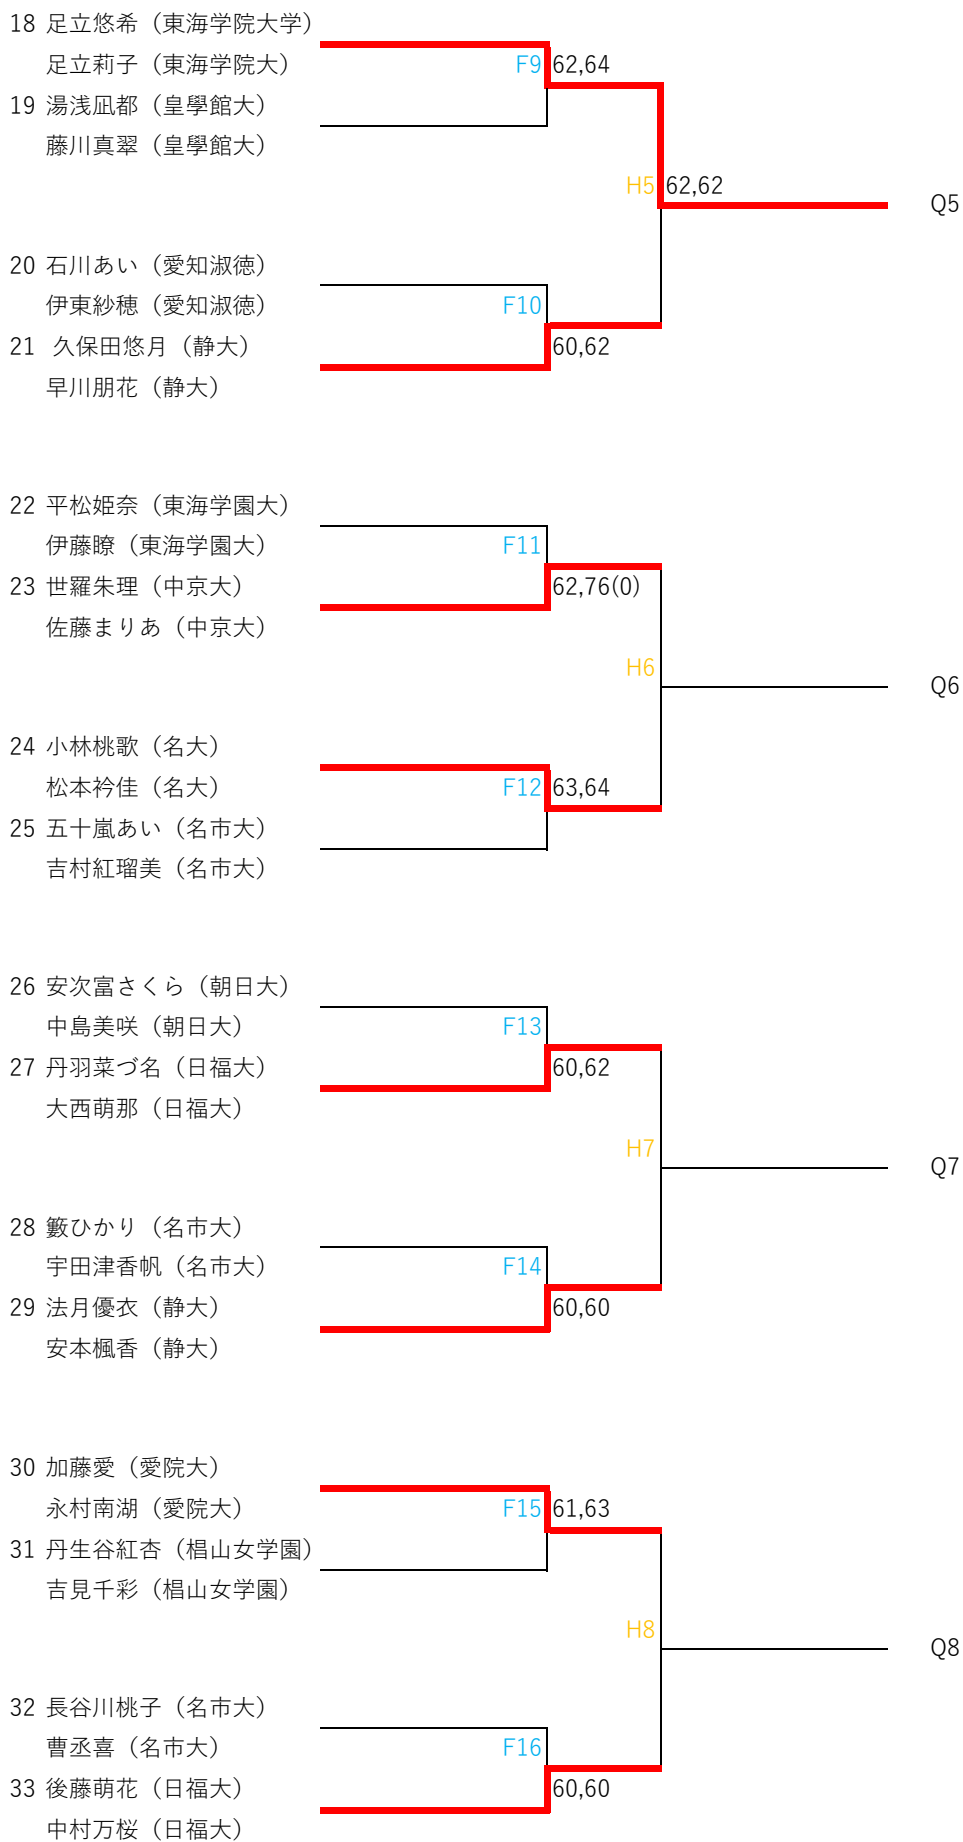 18 足立悠希（東海学院大学）
足立莉子（東海学院大）
F9 62,64
19 湯浅凪都（皇學館大）
藤川真翠（皇學館大）
H5 62,62
Q5
20 石川あい（愛知淑徳）
伊東紗穂（愛知淑徳）
F10
21 久保田悠月（静大）
60,62
早川朋花（静大）
22 平松姫奈（東海学園大）
伊藤瞭（東海学園大）
F11
23 世羅朱理（中京大）
62,76(0)
佐藤まりあ（中京大）
H6
Q6
24 小林桃歌（名大）
松本衿佳（名大）
F12 63,64
25 五十嵐あい（名市大）
吉村紅瑠美（名市大）
26 安次富さくら（朝日大）
中島美咲（朝日大）
F13
27 丹羽菜づ名（日福大）
60,62
大西萌那（日福大）
H7
Q7
28 籔ひかり（名市大）
宇田津香帆（名市大）
F14
29 法月優衣（静大）
60,60
安本楓香（静大）
30 加藤愛（愛院大）
永村南湖（愛院大）
F15 61,63
31 丹生谷紅杏（椙山女学園）
吉見千彩（椙山女学園）
H8
Q8
32 長谷川桃子（名市大）
曹丞喜（名市大）
F16
33 後藤萌花（日福大）
60,60
中村万桜（日福大）